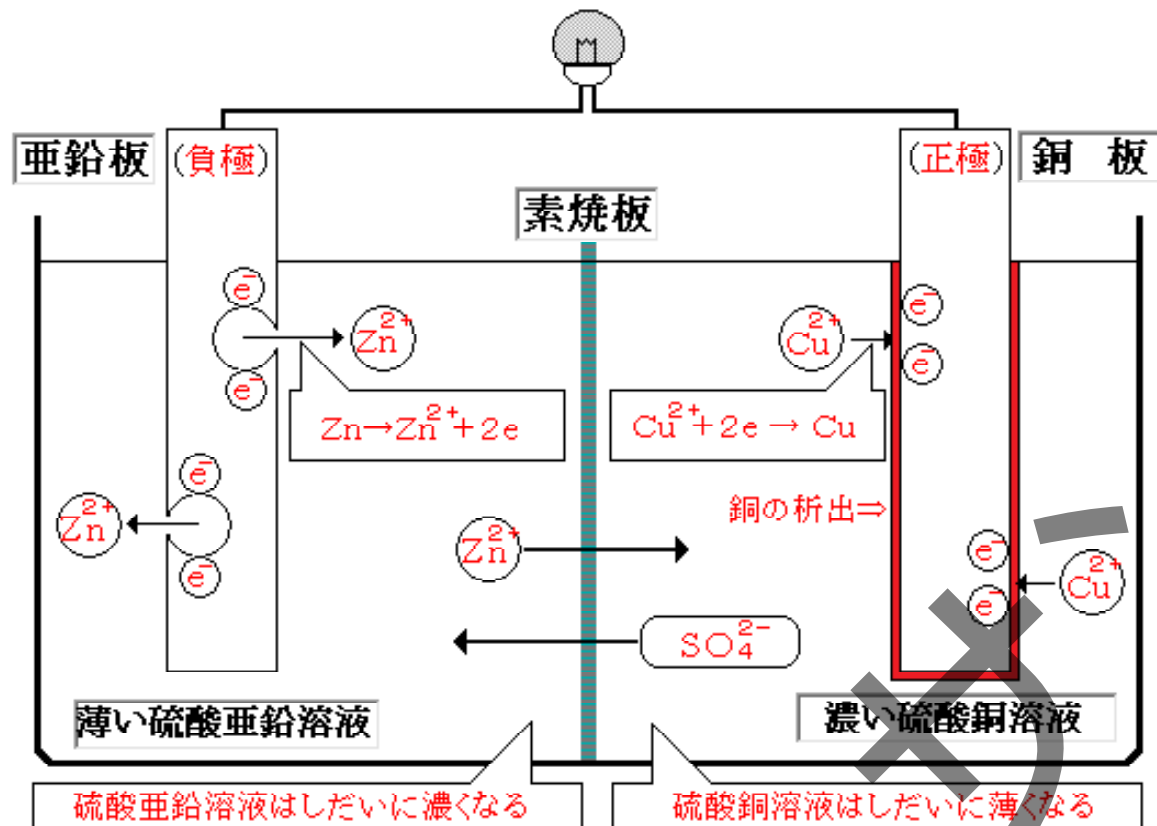 亜鉛板
(負極)
(正極)
銅 板
素焼板
e⁻
Zn²⁺
e⁻
Cu²⁺
e⁻
e⁻
Zn→Zn²⁺+2e
Cu²⁺+2e → Cu
e⁻
Zn²⁺
e⁻
銅の析出⇒
Zn²⁺
e⁻
e⁻
Cu²⁺
SO₄²⁻
薄い硫酸亜鉛溶液
濃い硫酸銅溶液
硫酸亜鉛溶液はしだいに濃くなる
硫酸銅溶液はしだいに薄くなる